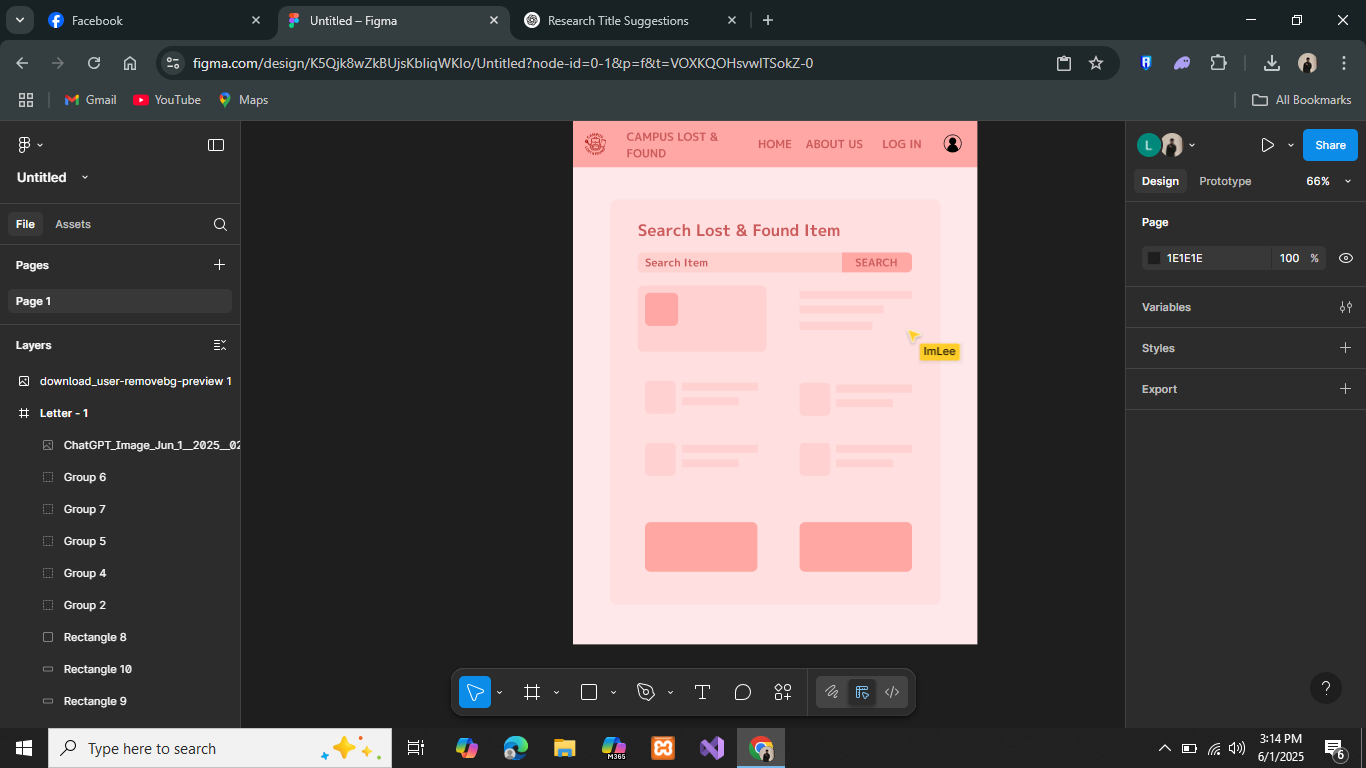 Facebook
Untitled – Figma
Research Title Suggestions
figma.com/design/K5Qjk8wZkBUjsKbliqWKlo/Untitled?node-id=0-1&p=f&t=VOXKQOHsvwITSokZ-0
Gmail
YouTube
Maps
All Bookmarks
Untitled
File
Assets
Pages
Page 1
Layers
download_user-removebg-preview 1
Letter - 1
ChatGPT_Image_Jun_1__2025__02
Group 6
Group 7
Group 5
Group 4
Group 2
Rectangle 8
Rectangle 10
Rectangle 9
CAMPUS LOST &
FOUND
HOME
ABOUT US
LOG IN
Search Lost & Found Item
Search Item
SEARCH
ImLee
L
Share
Design
Prototype
66%
Page
1E1E1E
100 %
Variables
Styles
Export
?
Type here to search
M365
3:14 PM
6/1/2025
6